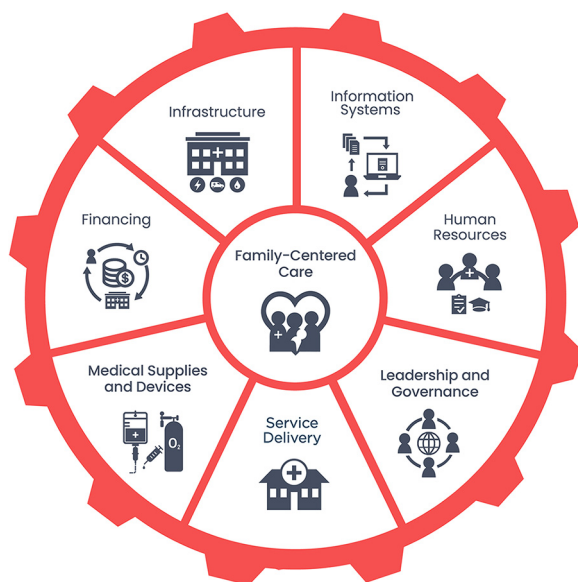 Infrastructure
Information
Systems
Financing
Human
Resources
Family-Centered
Care
Medical Supplies
and Devices
O₂
Leadership and
Governance
Service
Delivery
$